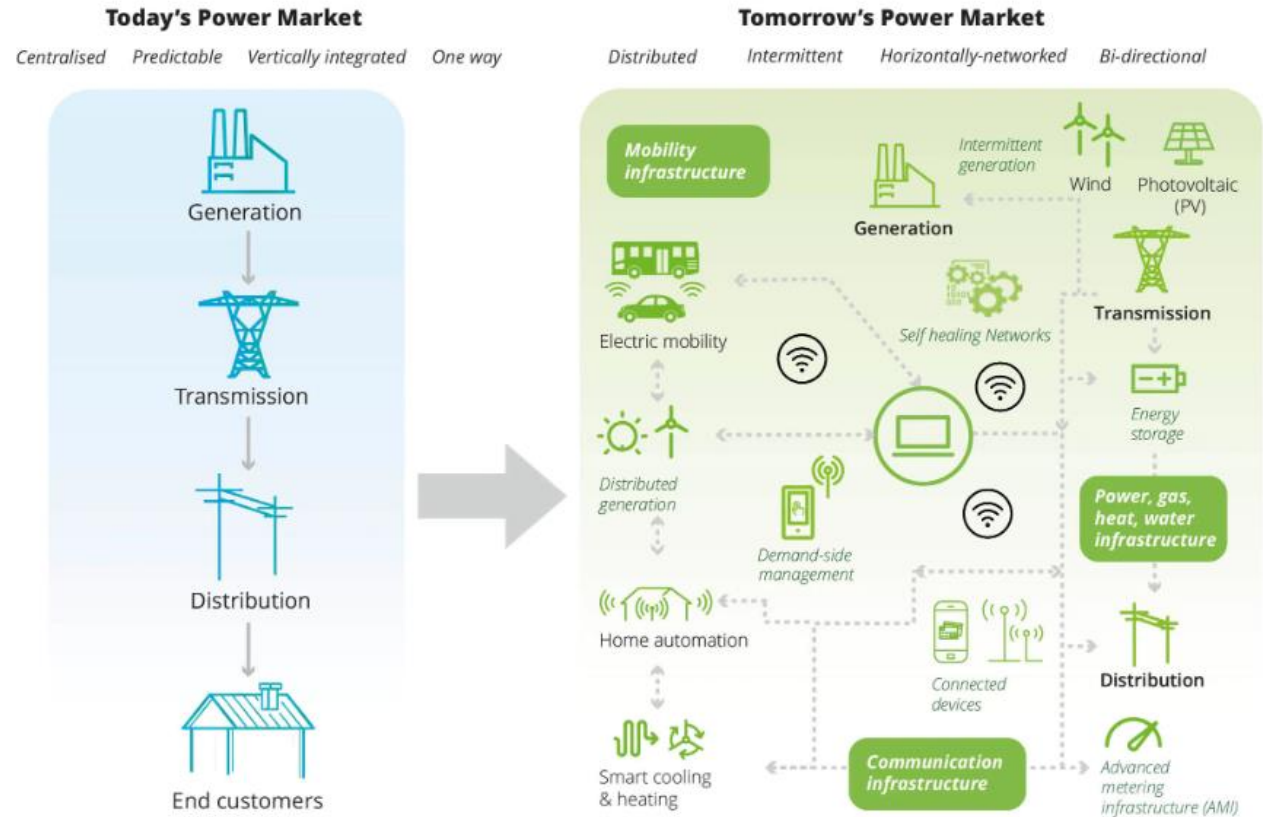 Today's Power Market
Centralised Predictable Vertically integrated One way
Generation
Transmission
Distribution
End customers
Tomorrow's Power Market
Distributed Intermittent Horizontally-networked Bi-directional
Mobility
infrastructure
Intermittent
generation
Wind
Photovoltaic
(PV)
Generation
Transmission
Electric mobility
Self healing Networks
Energy
storage
Distributed
generation
Power, gas,
heat, water
infrastructure
Demand-side
management
Home automation
Connected
devices
Distribution
Smart cooling
& heating
Communication
infrastructure
Advanced
metering
infrastructure (AMI)